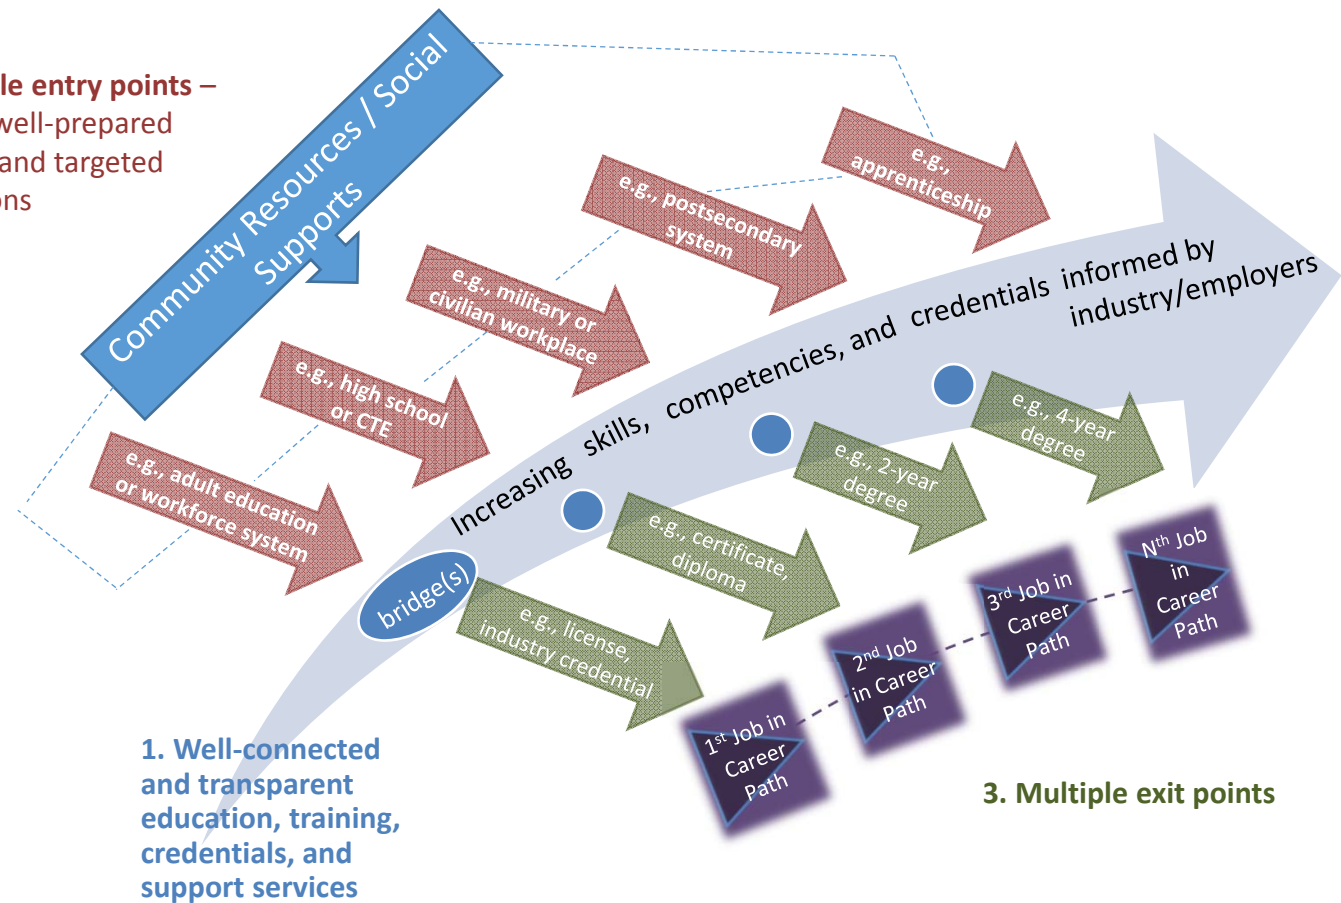 le entry points –
well-prepared
and targeted
ons
Community Resources / Social
Supports
e.g.,
apprenticeship
e.g., postsecondary
system
e.g., military or
civilian workplace
e.g., high school
or CTE
e.g., adult education
or workforce system
Increasing skills, competencies, and credentials informed by
industry/employers
bridge(s)
e.g., license,
industry credential
e.g., certificate,
diploma
e.g., 2-year
degree
e.g., 4-year
degree
1st Job in
Career
Path
2nd Job
in Career
Path
3rd Job in
Career
Path
Nth Job
in
Career
Path
1. Well-connected
and transparent
education, training,
credentials, and
support services
3. Multiple exit points